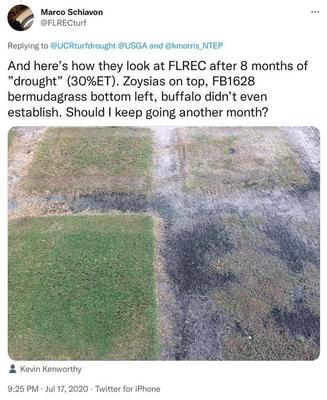 Marco Schiavon
@FLRECturf
Replying to @UCRturfdrought @USGA and @kmorris_NTEP
And here's how they look at FLREC after 8 months of
"drought" (30%ET). Zoysias on top, FB1628
bermudagrass bottom left, buffalo didn't even
establish. Should I keep going another month?
Kevin Kenworthy
9:25 PM · Jul 17, 2020 · Twitter for iPhone